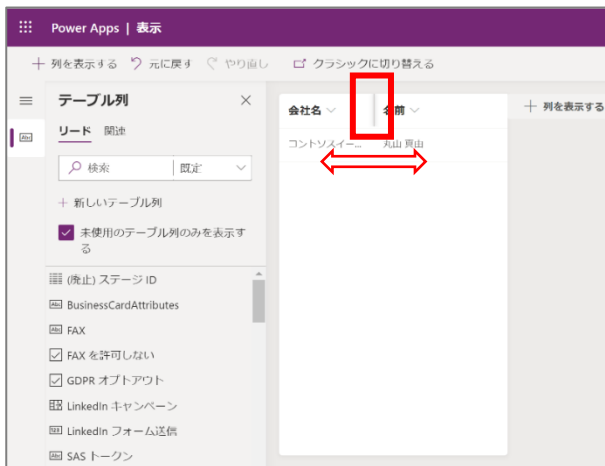 Power Apps | 表示
列を表示する 元に戻す やり直し クラシックに切り替える
テーブル列
リード 関連
検索 既定
新しいテーブル列
未使用のテーブル列のみを表示す
る
(廃止) ステージ ID
Abc BusinessCardAttributes
Abc FAX
FAX を許可しない
GDPR オプトアウト
LinkedIn キャンペーン
LinkedIn フォーム送信
SAS トークン
会社名 名前 列を表示する
コントソスイー... 丸山 真由